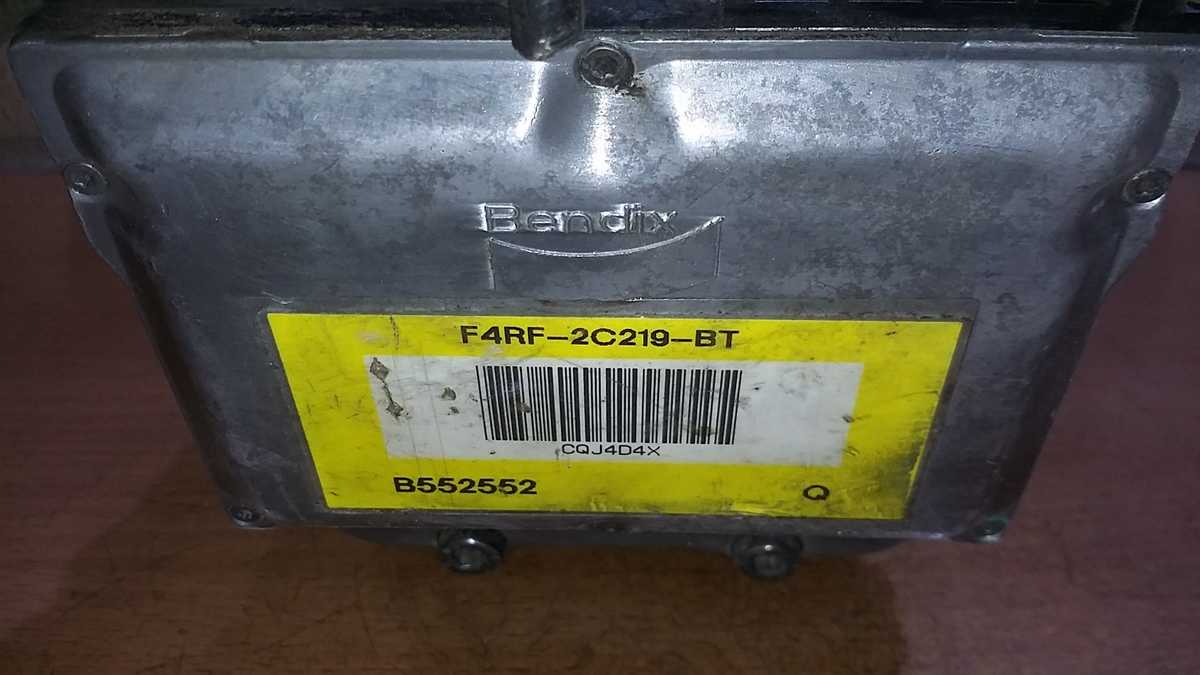 Bendix
F4RF-2C219-BT
CQJ4D4X
B552552
Q